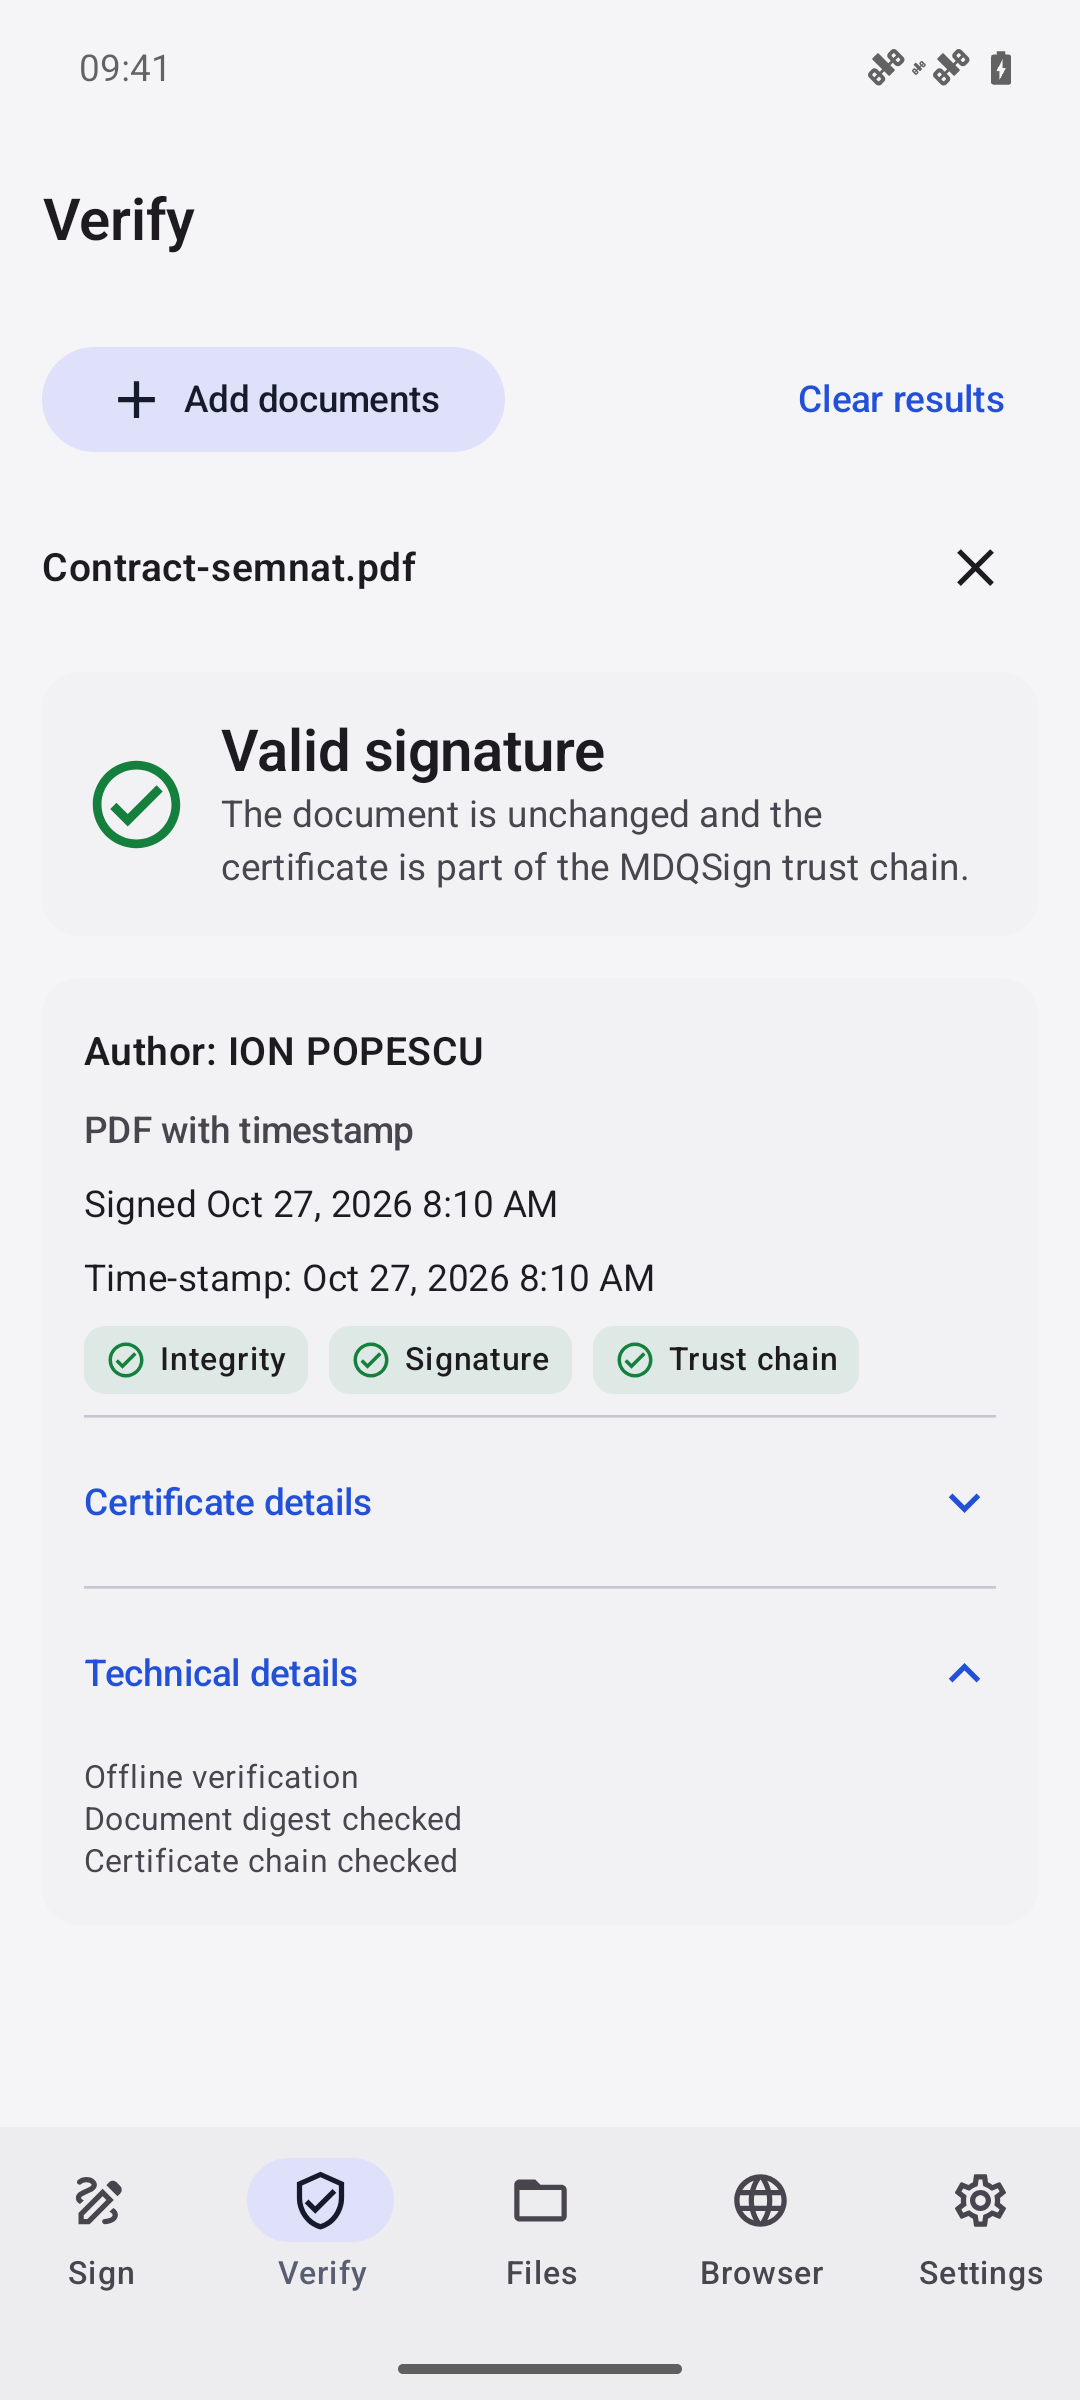 09:41
Verify
Add documents
Clear results
Contract-semnat.pdf
Valid signature
The document is unchanged and the
certificate is part of the MDQSign trust chain.
Author: ION POPESCU
PDF with timestamp
Signed Oct 27, 2026 8:10 AM
Time-stamp: Oct 27, 2026 8:10 AM
Integrity
Signature
Trust chain
Certificate details
Technical details
Offline verification
Document digest checked
Certificate chain checked
Sign
Verify
Files
Browser
Settings